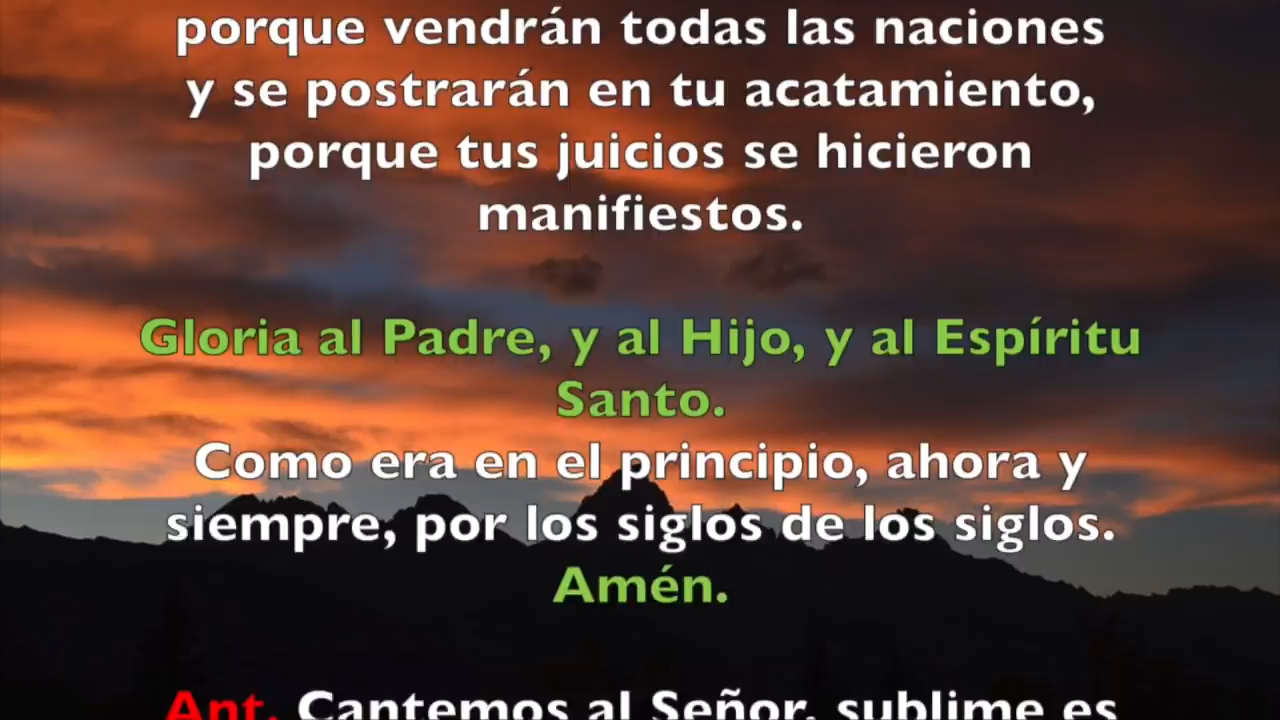 porque vendrán todas las naciones
y se postrarán en tu acatamiento,
porque tus juicios se hicieron
manifiestos.
Gloria al Padre, y al Hijo, y al Espíritu
Santo.
Como era en el principio, ahora y
siempre, por los siglos de los siglos.
Amén.
Ant. Cantemos al Señor, sublime es